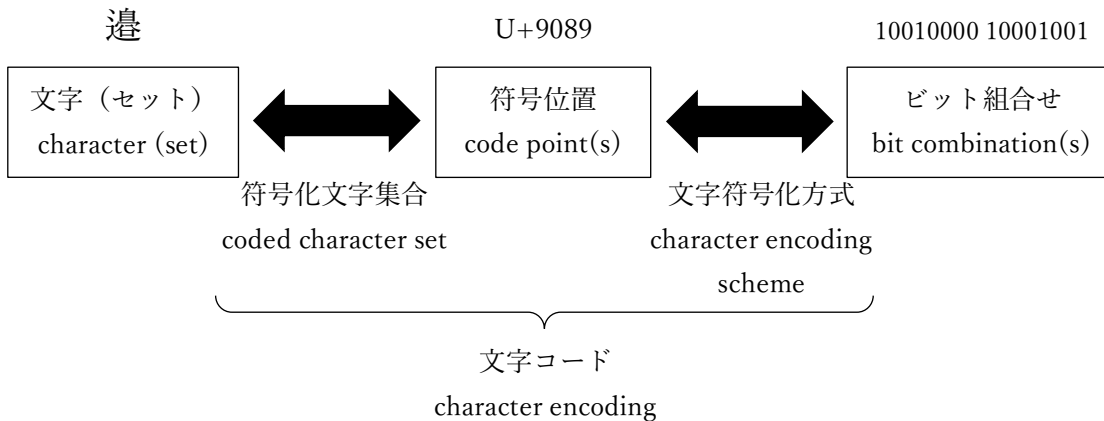 邉
U+9089
10010000 10001001
文字(セット)
character (set)
符号位置
code point(s)
ビット組合せ
bit combination(s)
符号化文字集合
coded character set
文字符号化方式
character encoding
scheme
文字コード
character encoding